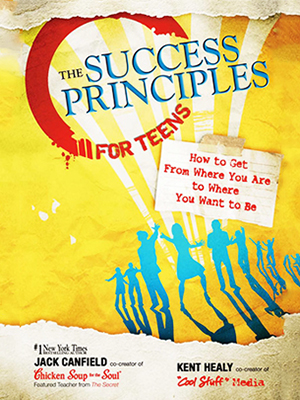 THE SUCCESS
PRINCIPLES
FOR TEENS
How to Get
From Where You Are
to Where
You Want to Be
#1 New York Times
BESTSELLING AUTHOR
JACK CANFIELD co-creator of
Chicken Soup for the Soul®
Featured Teacher from The Secret
KENT HEALY co-creator of
"Cool Stuff" Media